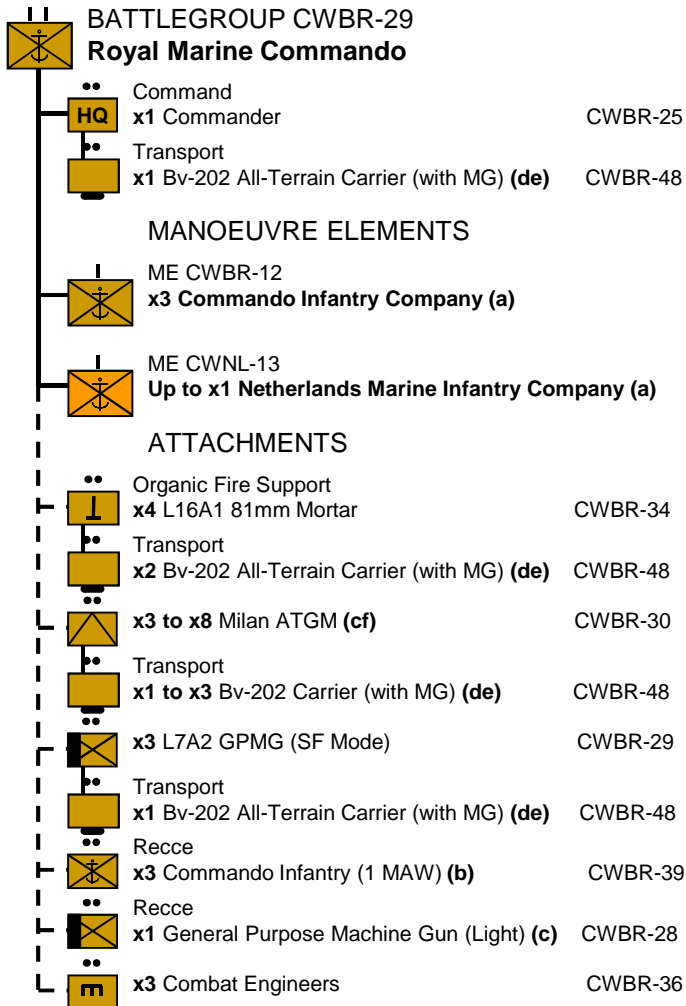 BATTLEGROUP CWBR-29
Royal Marine Commando
Command
HQ x1 Commander CWBR-25
Transport
x1 Bv-202 All-Terrain Carrier (with MG) (de) CWBR-48
MANOEUVRE ELEMENTS
ME CWBR-12
x3 Commando Infantry Company (a)
ME CWNL-13
Up to x1 Netherlands Marine Infantry Company (a)
ATTACHMENTS
Organic Fire Support
x4 L16A1 81mm Mortar CWBR-34
Transport
x2 Bv-202 All-Terrain Carrier (with MG) (de) CWBR-48
x3 to x8 Milan ATGM (cf) CWBR-30
Transport
x1 to x3 Bv-202 Carrier (with MG) (de) CWBR-48
x3 L7A2 GPMG (SF Mode) CWBR-29
Transport
x1 Bv-202 All-Terrain Carrier (with MG) (de) CWBR-48
Recce
x3 Commando Infantry (1 MAW) (b) CWBR-39
Recce
x1 General Purpose Machine Gun (Light) (c) CWBR-28
x3 Combat Engineers CWBR-36